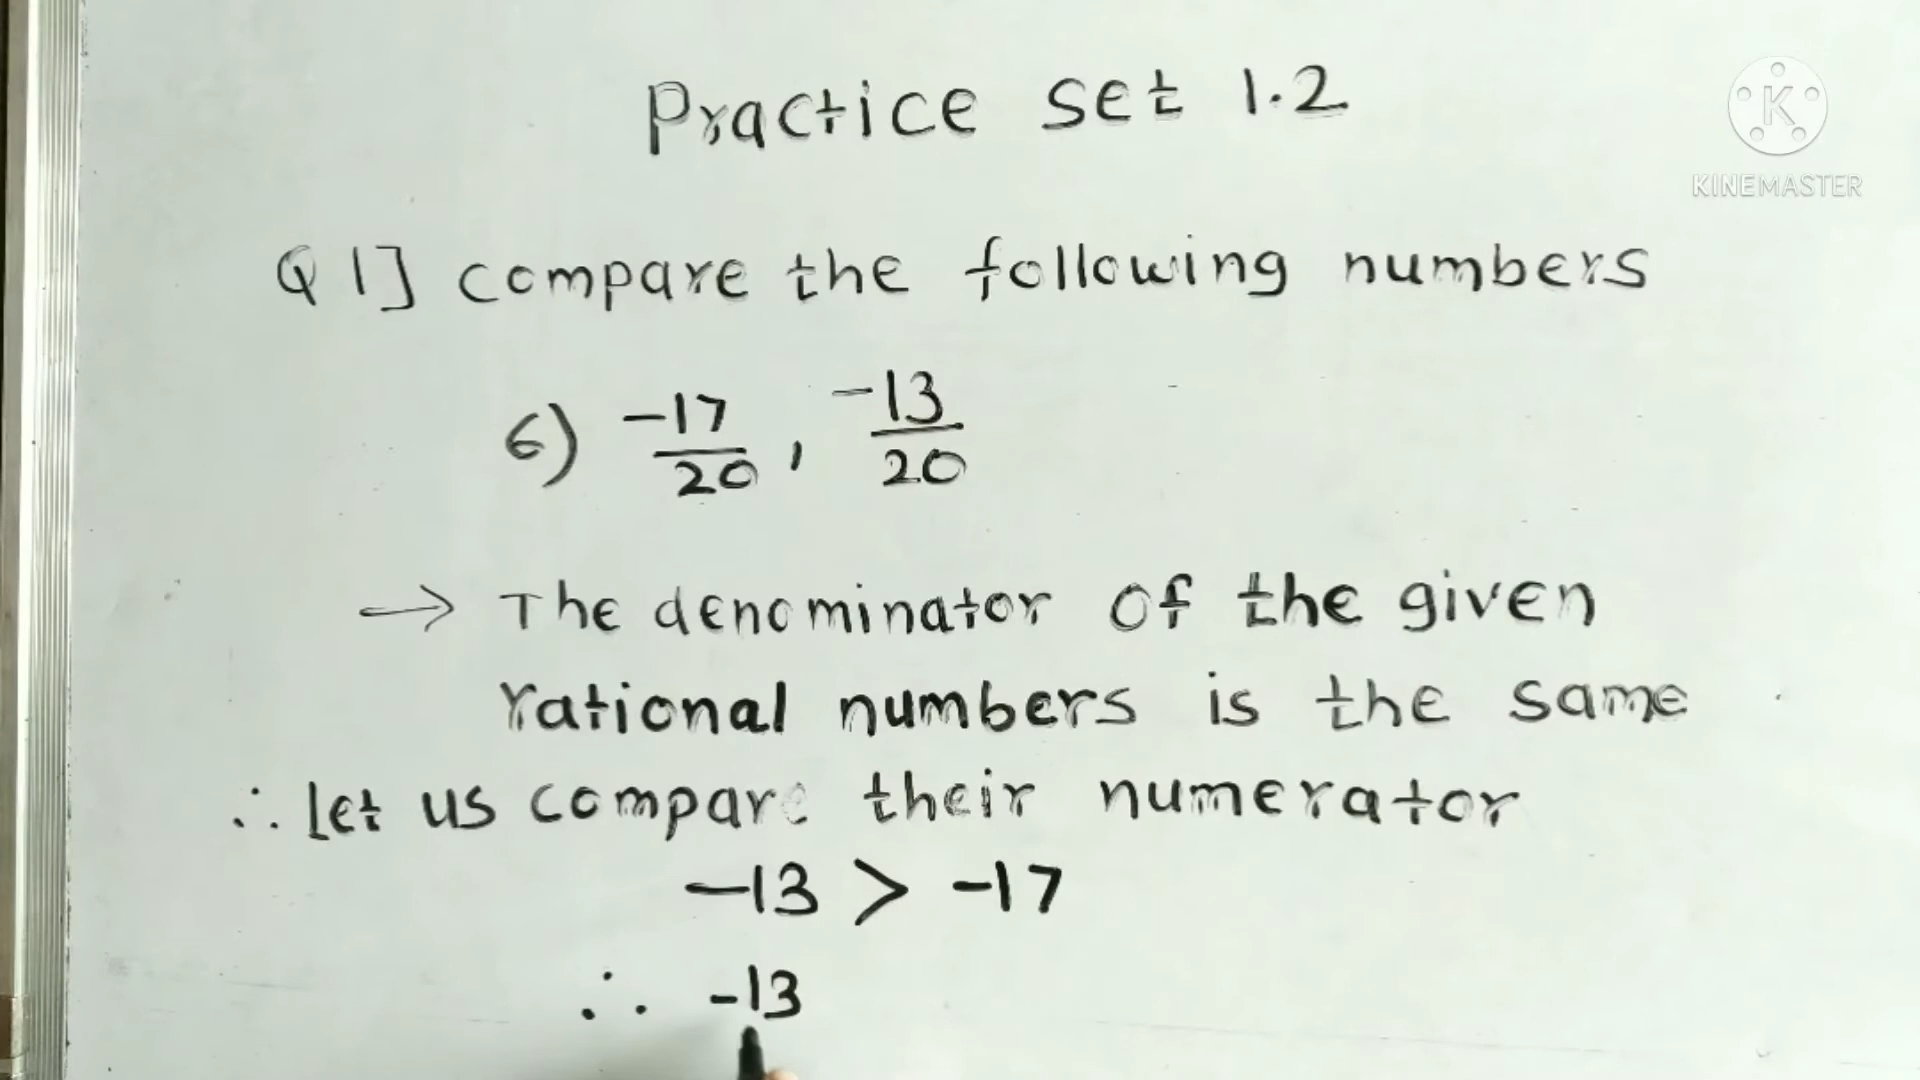 Practice set 1.2
K
KINEMASTER
Q 1] compare the following numbers
6) -17/20 , -13/20
→ The denominator of the given
rational numbers is the same
∴ Let us compare their numerator
-13 > -17
∴ -13